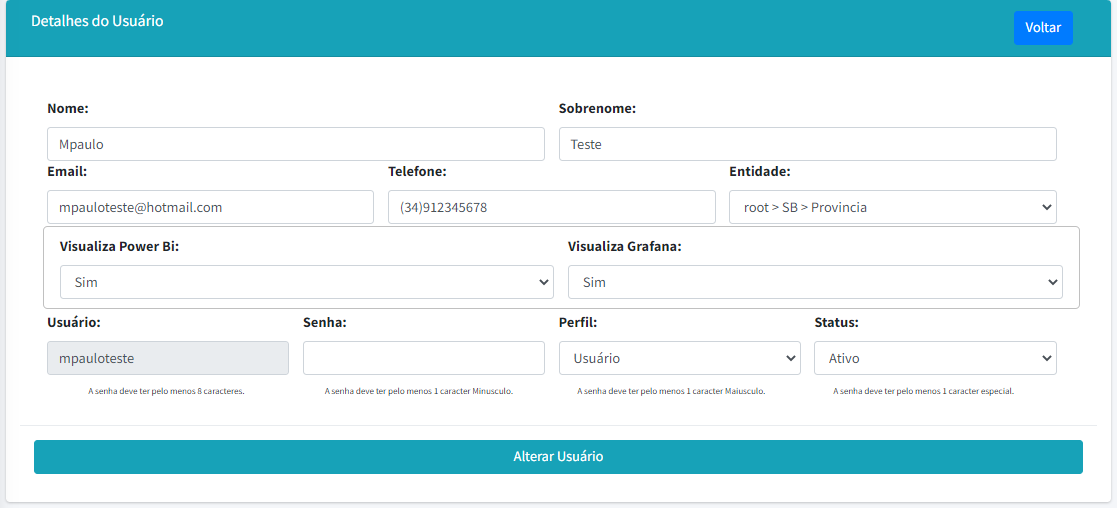 Detalhes do Usuário
Voltar
Nome: Sobrenome:
Mpaulo Teste
Email: Telefone: Entidade:
mpauloteste@hotmail.com (34)912345678 root > SB > Provincia
Visualiza Power Bi: Visualiza Grafana:
Sim Sim
Usuário: Senha: Perfil: Status:
mpauloteste Usuário Ativo
A senha deve ter pelo menos 8 caracteres. A senha deve ter pelo menos 1 caracter Minusculo. A senha deve ter pelo menos 1 caracter Maiusculo. A senha deve ter pelo menos 1 caracter especial.
Alterar Usuário